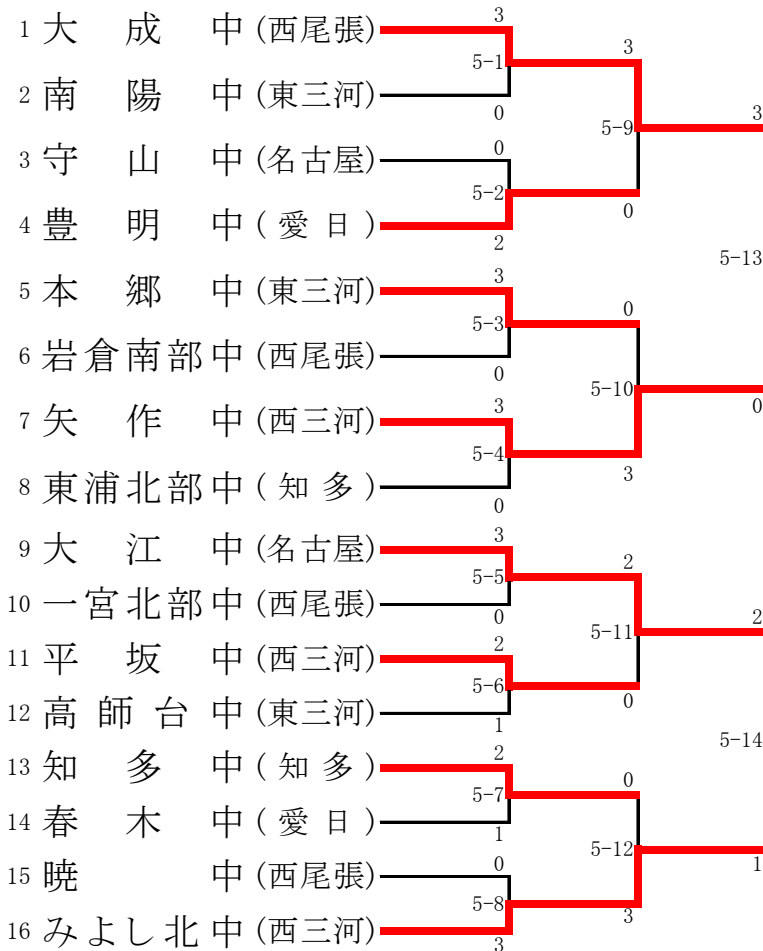 1 大成中(西尾張)
2 南陽中(東三河)
3 守山中(名古屋)
4 豊明中(愛日)
5 本郷中(東三河)
6 岩倉南部中(西尾張)
7 矢作中(西三河)
8 東浦北部中(知多)
9 大江中(名古屋)
10 一宮北部中(西尾張)
11 平坂中(西三河)
12 高師台中(東三河)
13 知多中(知多)
14 春木中(愛日)
15 暁中(西尾張)
16 みよし北中(西三河)
3
5-1
0
0
5-2
2
3
5-3
0
3
5-4
0
3
5-5
0
2
5-6
1
2
5-7
1
0
5-8
3
3
5-9
0
0
5-10
3
2
5-11
0
0
5-12
3
3
5-13
0
2
5-14
1